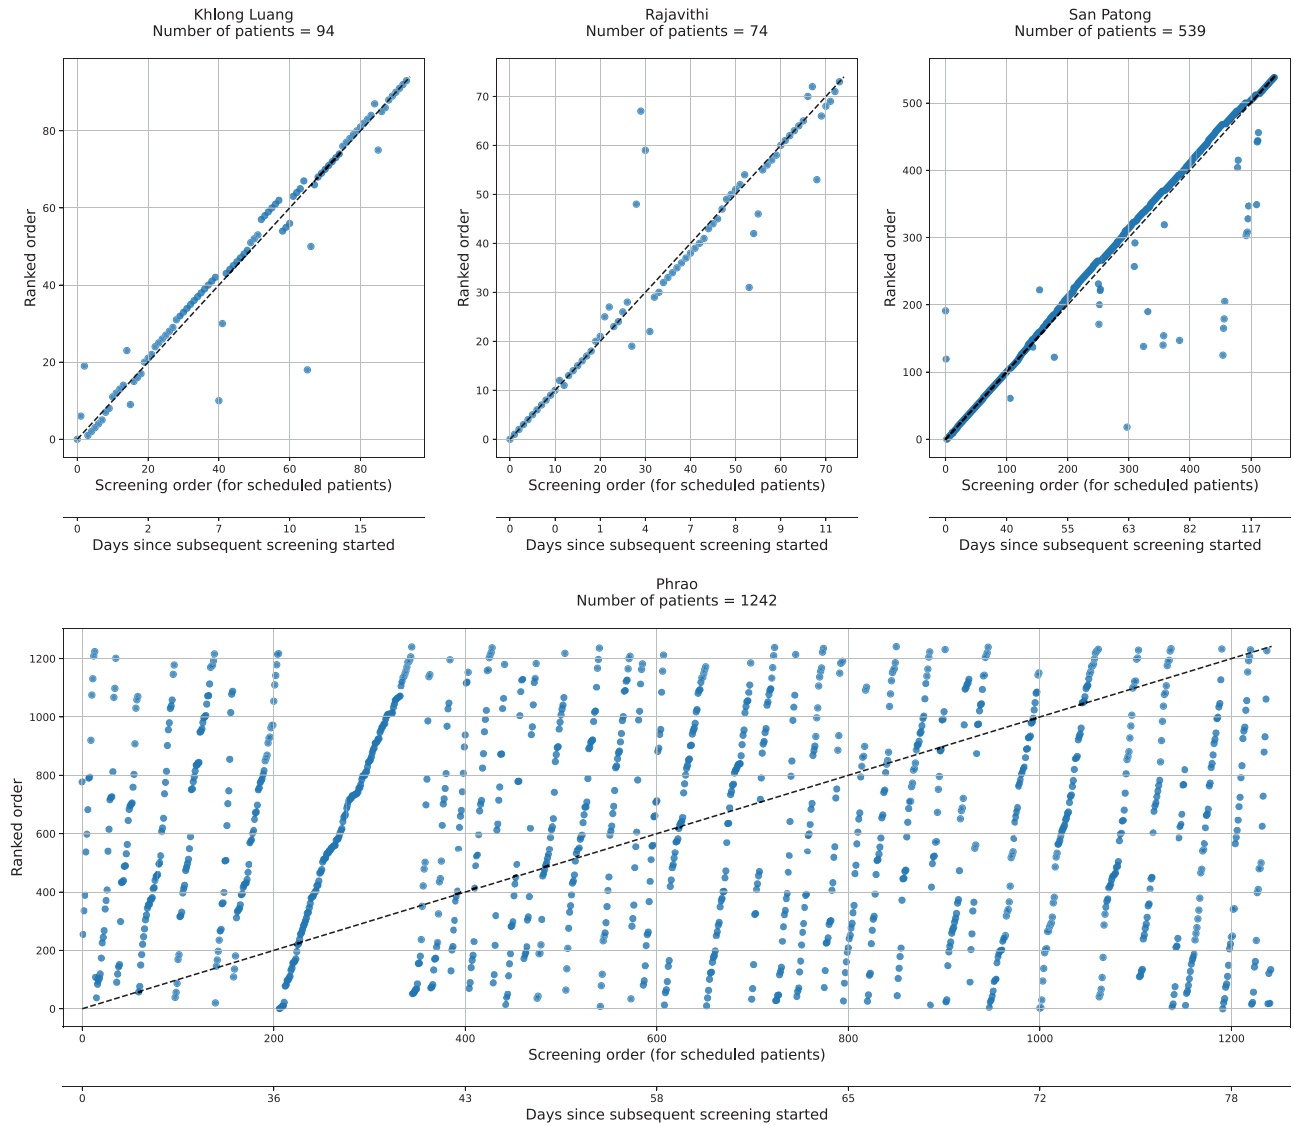 Khlong Luang
Number of patients = 94
Ranked order
80
60
40
20
0
0 20 40 60 80
Screening order (for scheduled patients)
0 2 7 10 15
Days since subsequent screening started
Rajavithi
Number of patients = 74
Ranked order
70
60
50
40
30
20
10
0
0 10 20 30 40 50 60 70
Screening order (for scheduled patients)
0 0 1 4 7 8 9 11
Days since subsequent screening started
San Patong
Number of patients = 539
Ranked order
500
400
300
200
100
0
0 100 200 300 400 500
Screening order (for scheduled patients)
0 40 55 63 82 117
Days since subsequent screening started
Phrao
Number of patients = 1242
Ranked order
1200
1000
800
600
400
200
0
0 200 400 600 800 1000 1200
Screening order (for scheduled patients)
0 36 43 58 65 72 78
Days since subsequent screening started